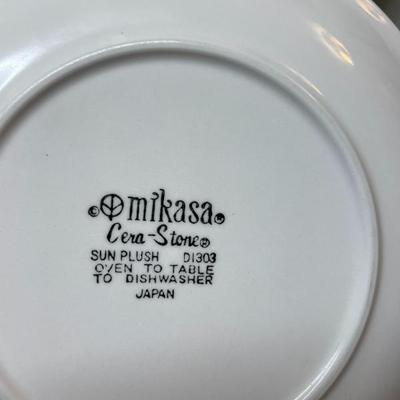 © mikasa®
Cera-Stone®
SUN PLUSH D1303
OVEN TO TABLE
TO DISHWASHER
JAPAN